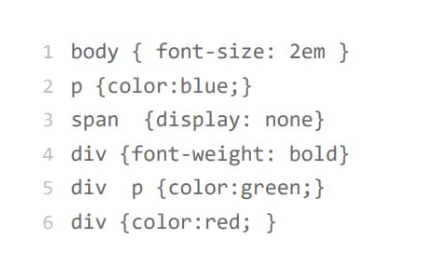 1 body { font-size: 2em }
2 p {color:blue;}
3 span  {display: none}
4 div {font-weight: bold}
5 div  p {color:green;}
6 div {color:red; }